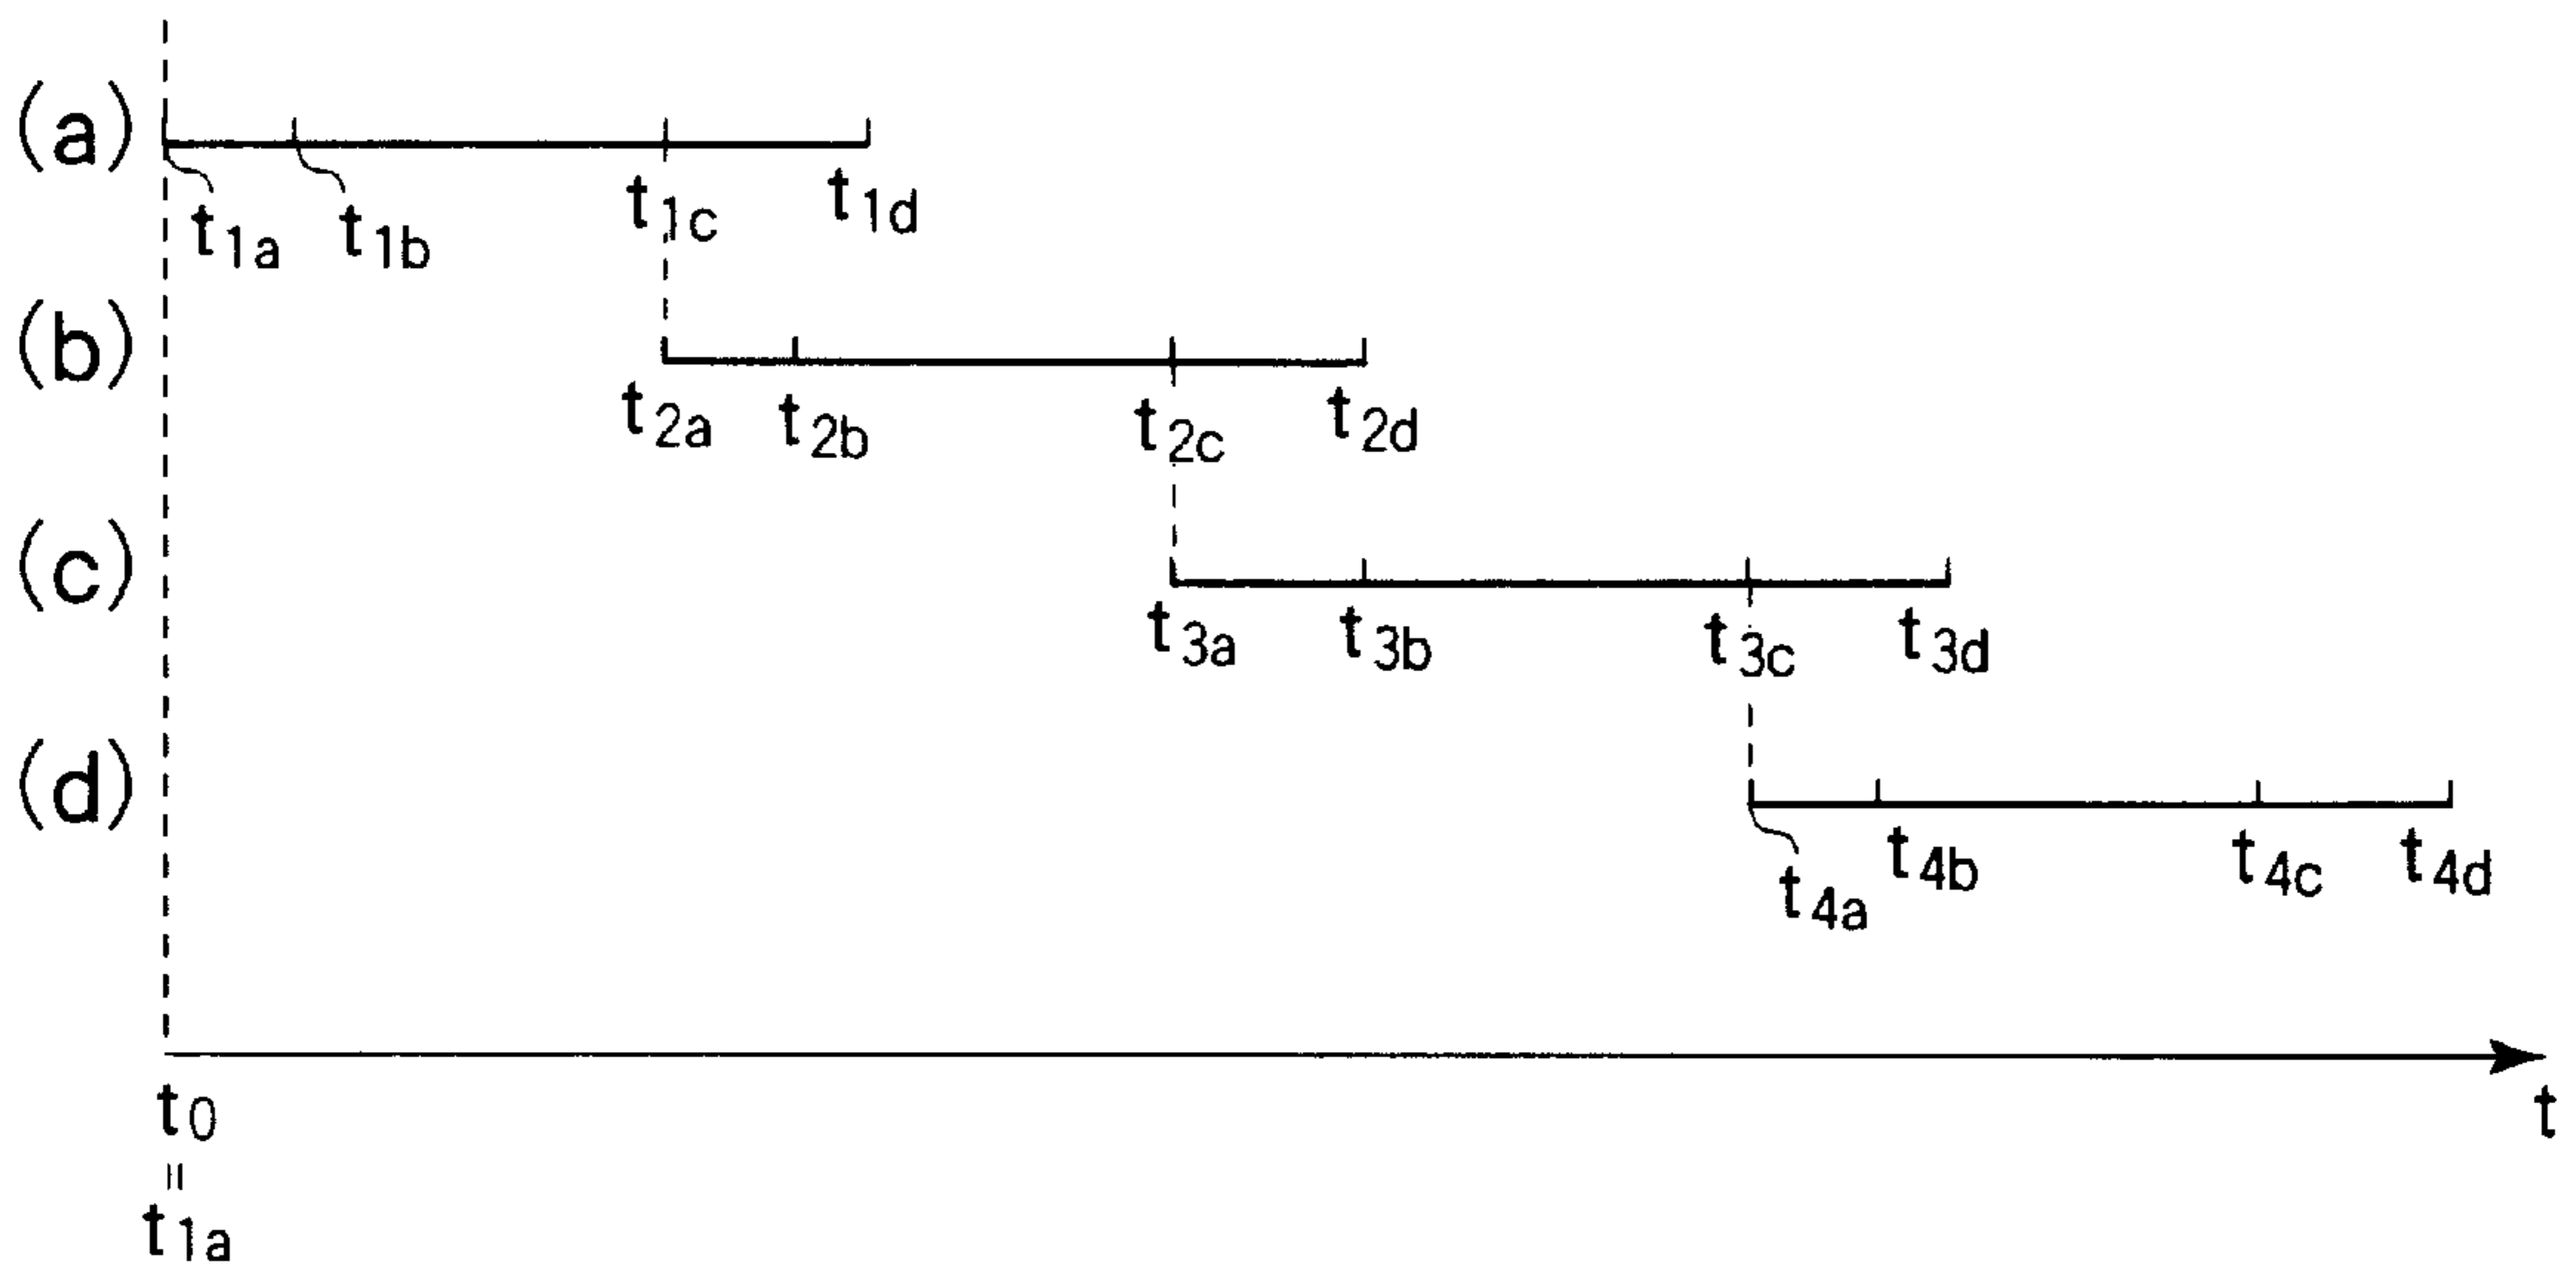 (a)
t1a t1b t1c t1d
(b)
t2a t2b t2c t2d
(c)
t3a t3b t3c t3d
(d)
t4a t4b t4c t4d
t0 t
=
t1a